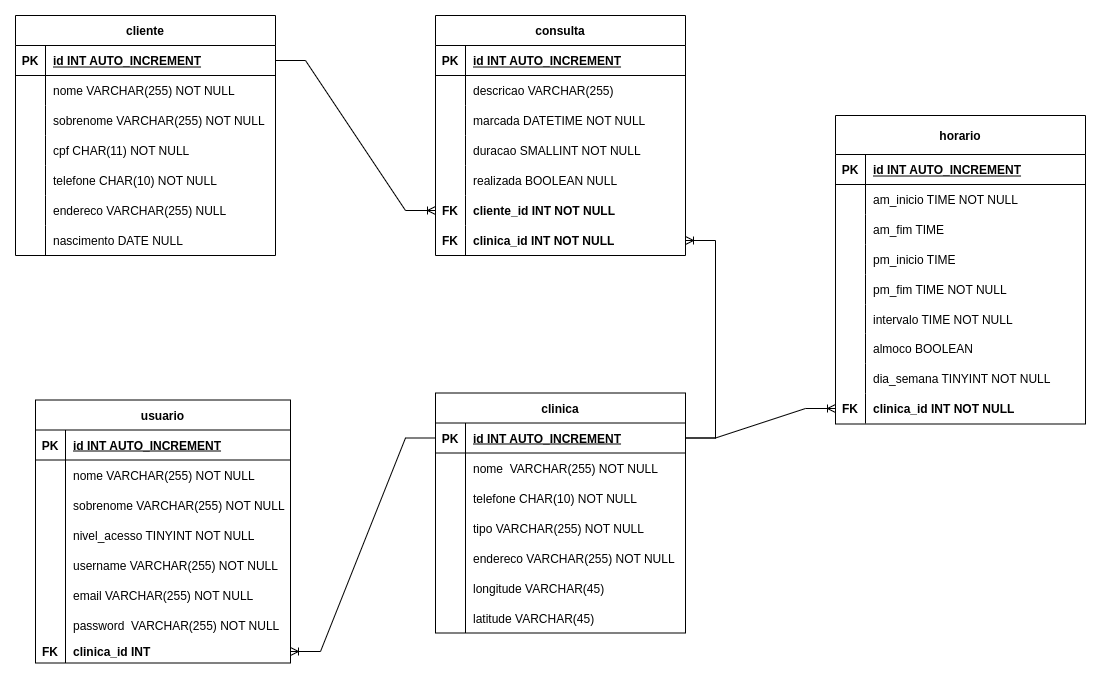 cliente
PK id INT AUTO_INCREMENT
nome VARCHAR(255) NOT NULL
sobrenome VARCHAR(255) NOT NULL
cpf CHAR(11) NOT NULL
telefone CHAR(10) NOT NULL
endereco VARCHAR(255) NULL
nascimento DATE NULL
consulta
PK id INT AUTO_INCREMENT
descricao VARCHAR(255)
marcada DATETIME NOT NULL
duracao SMALLINT NOT NULL
realizada BOOLEAN NULL
FK cliente_id INT NOT NULL
FK clinica_id INT NOT NULL
horario
PK id INT AUTO_INCREMENT
am_inicio TIME NOT NULL
am_fim TIME
pm_inicio TIME
pm_fim TIME NOT NULL
intervalo TIME NOT NULL
almoco BOOLEAN
dia_semana TINYINT NOT NULL
FK clinica_id INT NOT NULL
usuario
PK id INT AUTO_INCREMENT
nome VARCHAR(255) NOT NULL
sobrenome VARCHAR(255) NOT NULL
nivel_acesso TINYINT NOT NULL
username VARCHAR(255) NOT NULL
email VARCHAR(255) NOT NULL
password VARCHAR(255) NOT NULL
FK clinica_id INT
clinica
PK id INT AUTO_INCREMENT
nome VARCHAR(255) NOT NULL
telefone CHAR(10) NOT NULL
tipo VARCHAR(255) NOT NULL
endereco VARCHAR(255) NOT NULL
longitude VARCHAR(45)
latitude VARCHAR(45)